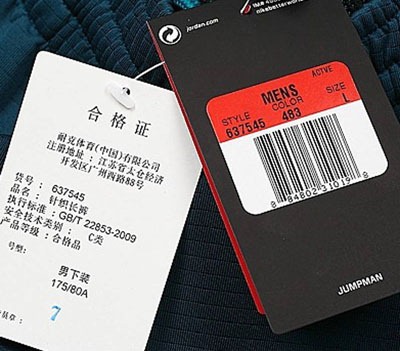 合格证
耐克体育(中国)有限公司
注册地址：江苏省太仓经济
开发区广州西路88号
货号： 637545
品名： 针织长裤
执行标准：GB/T 22853-2009
安全技术类别： C类
产品等级：合格品
号型：
男下装
175/80A
7
jordan.com
nikebetterworld
ACTVE
MENS
STYLE COLOR SIZE
637545 483 L
JUMPMAN